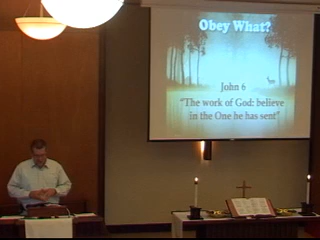 Obey What?
John 6
"The work of God: believe
in the One he has sent"